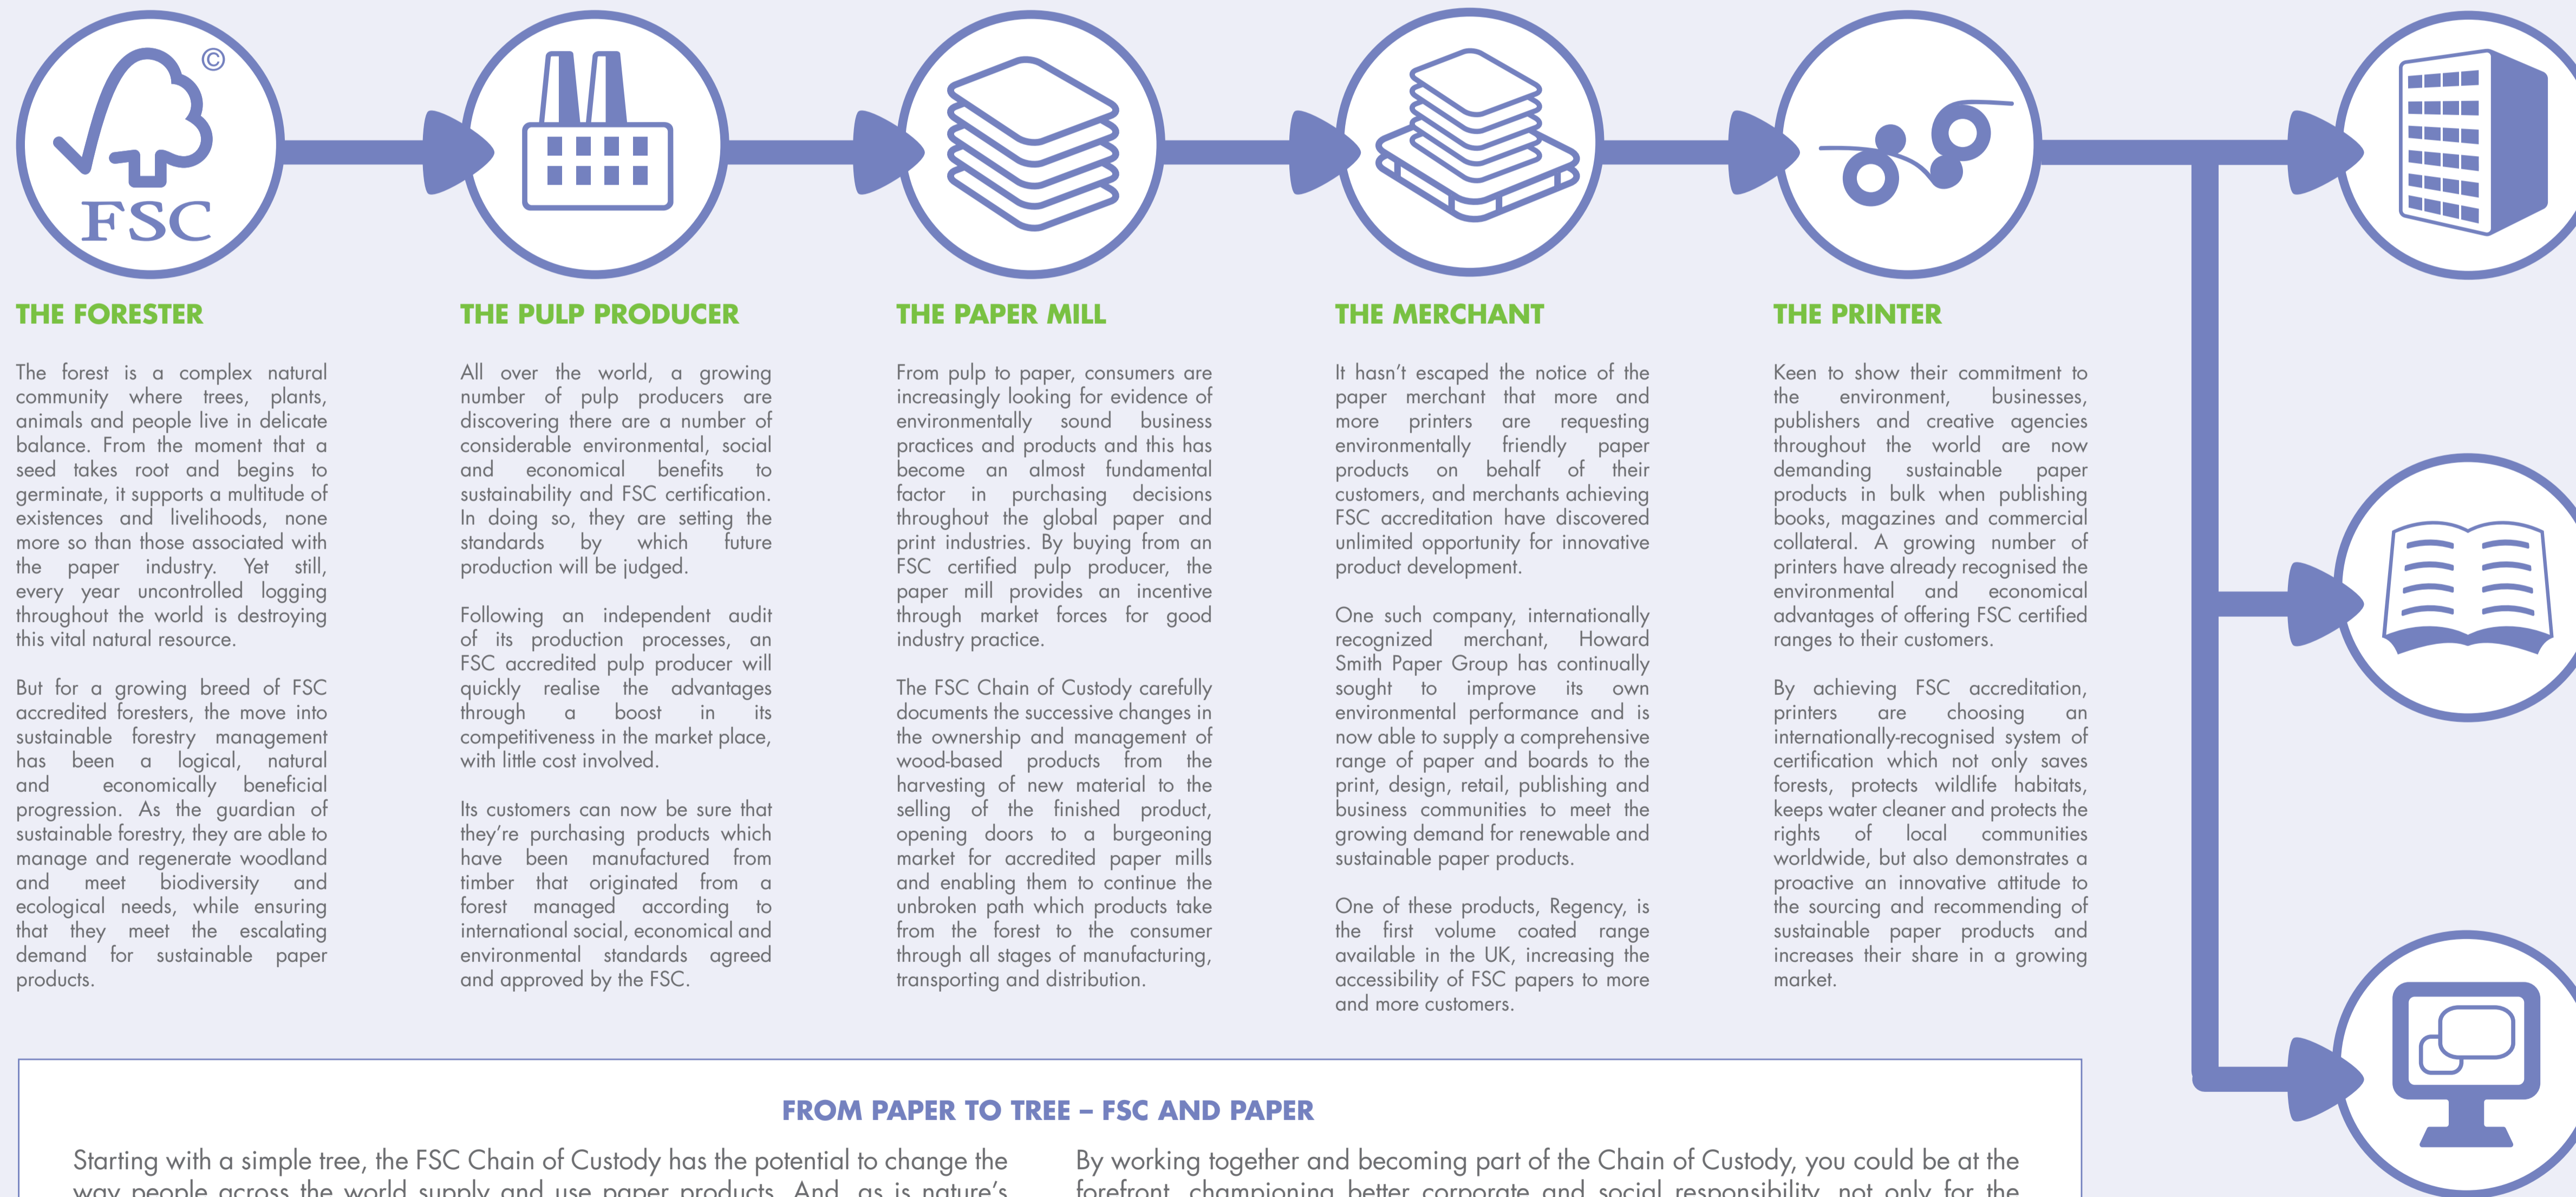 ©
FSC
THE FORESTER
The forest is a complex natural
community where trees, plants,
animals and people live in delicate
balance. From the moment that a
seed takes root and begins to
germinate, it supports a multitude of
existences and livelihoods, none
more so than those associated with
the paper industry. Yet still,
every year uncontrolled logging
throughout the world is destroying
this vital natural resource.
But for a growing breed of FSC
accredited foresters, the move into
sustainable forestry management
has been a logical, natural
and economically beneficial
progression. As the guardian of
sustainable forestry, they are able to
manage and regenerate woodland
and meet biodiversity and
ecological needs, while ensuring
that they meet the escalating
demand for sustainable paper
products.
THE PULP PRODUCER
All over the world, a growing
number of pulp producers are
discovering there are a number of
considerable environmental, social
and economical benefits to
sustainability and FSC certification.
In doing so, they are setting the
standards by which future
production will be judged.
Following an independent audit
of its production processes, an
FSC accredited pulp producer will
quickly realise the advantages
through a boost in its
competitiveness in the market place,
with little cost involved.
Its customers can now be sure that
they're purchasing products which
have been manufactured from
timber that originated from a
forest managed according to
international social, economical and
environmental standards agreed
and approved by the FSC.
THE PAPER MILL
From pulp to paper, consumers are
increasingly looking for evidence of
environmentally sound business
practices and products and this has
become an almost fundamental
factor in purchasing decisions
throughout the global paper and
print industries. By buying from an
FSC certified pulp producer, the
paper mill provides an incentive
through market forces for good
industry practice.
The FSC Chain of Custody carefully
documents the successive changes in
the ownership and management of
wood-based products from the
harvesting of new material to the
selling of the finished product,
opening doors to a burgeoning
market for accredited paper mills
and enabling them to continue the
unbroken path which products take
from the forest to the consumer
through all stages of manufacturing,
transporting and distribution.
THE MERCHANT
It hasn't escaped the notice of the
paper merchant that more and
more printers are requesting
environmentally friendly paper
products on behalf of their
customers, and merchants achieving
FSC accreditation have discovered
unlimited opportunity for innovative
product development.
One such company, internationally
recognized merchant, Howard
Smith Paper Group has continually
sought to improve its own
environmental performance and is
now able to supply a comprehensive
range of paper and boards to the
print, design, retail, publishing and
business communities to meet the
growing demand for renewable and
sustainable paper products.
One of these products, Regency, is
the first volume coated range
available in the UK, increasing the
accessibility of FSC papers to more
and more customers.
THE PRINTER
Keen to show their commitment to
the environment, businesses,
publishers and creative agencies
throughout the world are now
demanding sustainable paper
products in bulk when publishing
books, magazines and commercial
collateral. A growing number of
printers have already recognised the
environmental and economical
advantages of offering FSC certified
ranges to their customers.
By achieving FSC accreditation,
printers are choosing an
internationally-recognised system of
certification which not only saves
forests, protects wildlife habitats,
keeps water cleaner and protects the
rights of local communities
worldwide, but also demonstrates a
proactive an innovative attitude to
the sourcing and recommending of
sustainable paper products and
increases their share in a growing
market.
FROM PAPER TO TREE – FSC AND PAPER
Starting with a simple tree, the FSC Chain of Custody has the potential to change the
way people across the world supply and use paper products. And, as is nature's
By working together and becoming part of the Chain of Custody, you could be at the
forefront, championing better corporate and social responsibility, not only for the